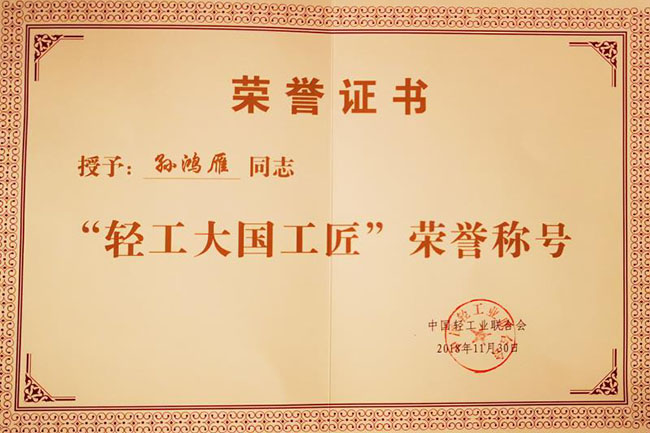 荣誉证书
授予：孙鸿雁 同志
“轻工大国工匠”荣誉称号
中国轻工业联合会
2018年11月30日